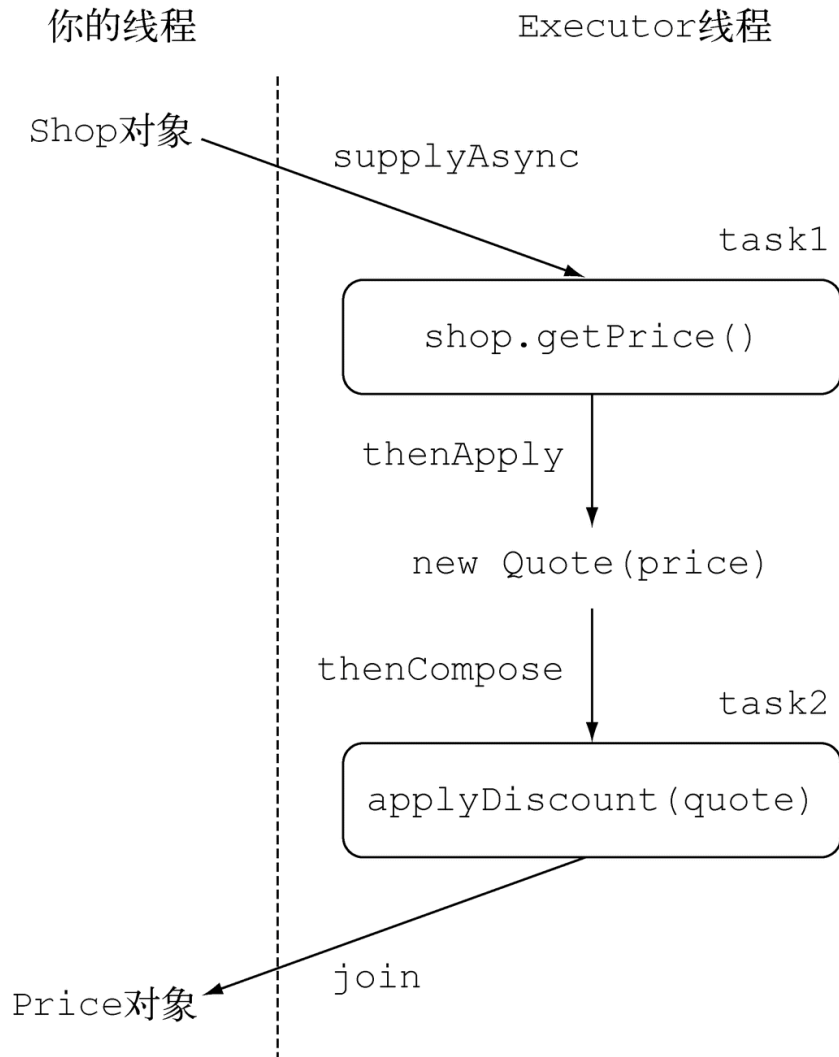 你的线程
Executor线程
Shop对象
supplyAsync
task1
shop.getPrice()
thenApply
new Quote(price)
thenCompose
task2
applyDiscount(quote)
join
Price对象